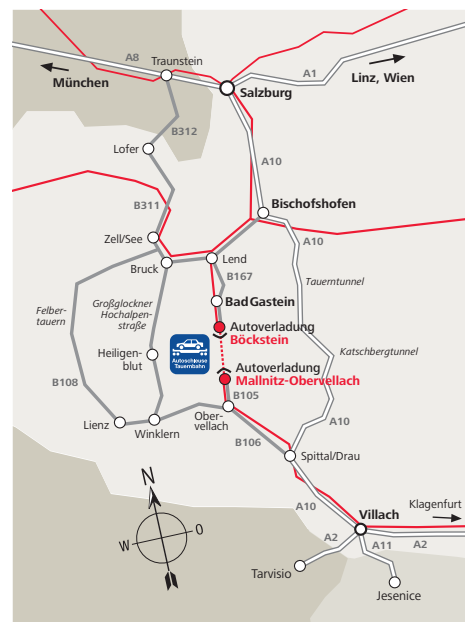 A8
Traunstein
München
A1
Linz, Wien
Salzburg
B312
Lofer
A10
B311
Bischofshofen
Zell/See
A10
Bruck
Lend
B167
Tauerntunnel
Felber-
tauern
Großglockner
Hochalpen-
straße
Bad Gastein
Autoverladung
Böckstein
Autoschleuse
Tauernbahn
Katschbergtunnel
Heiligen-
blut
Autoverladung
Mallnitz-Obervellach
B108
B105
Lienz
Winklern
Ober-
vellach
B106
A10
Spittal/Drau
A10
Klagenfurt
Villach
A2
A11
A2
Tarvisio
Jesenice
N
W
O